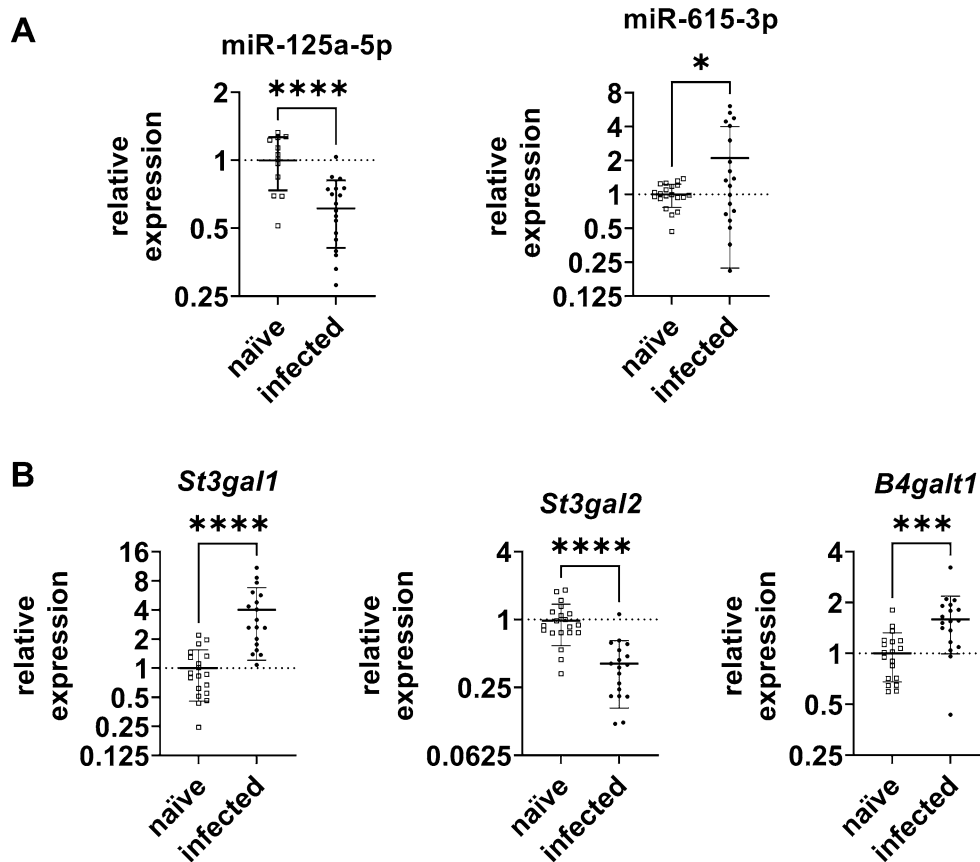 A
miR-125a-5p
****
relative
expression
2
1
0.5
0.25
naïve
infected
miR-615-3p
*
relative
expression
8
4
2
1
0.5
0.25
0.125
naïve
infected
B
St3gal1
****
relative
expression
16
8
4
2
1
0.5
0.25
0.125
naïve
infected
St3gal2
****
relative
expression
4
1
0.25
0.0625
naïve
infected
B4galt1
***
relative
expression
4
2
1
0.5
0.25
naïve
infected